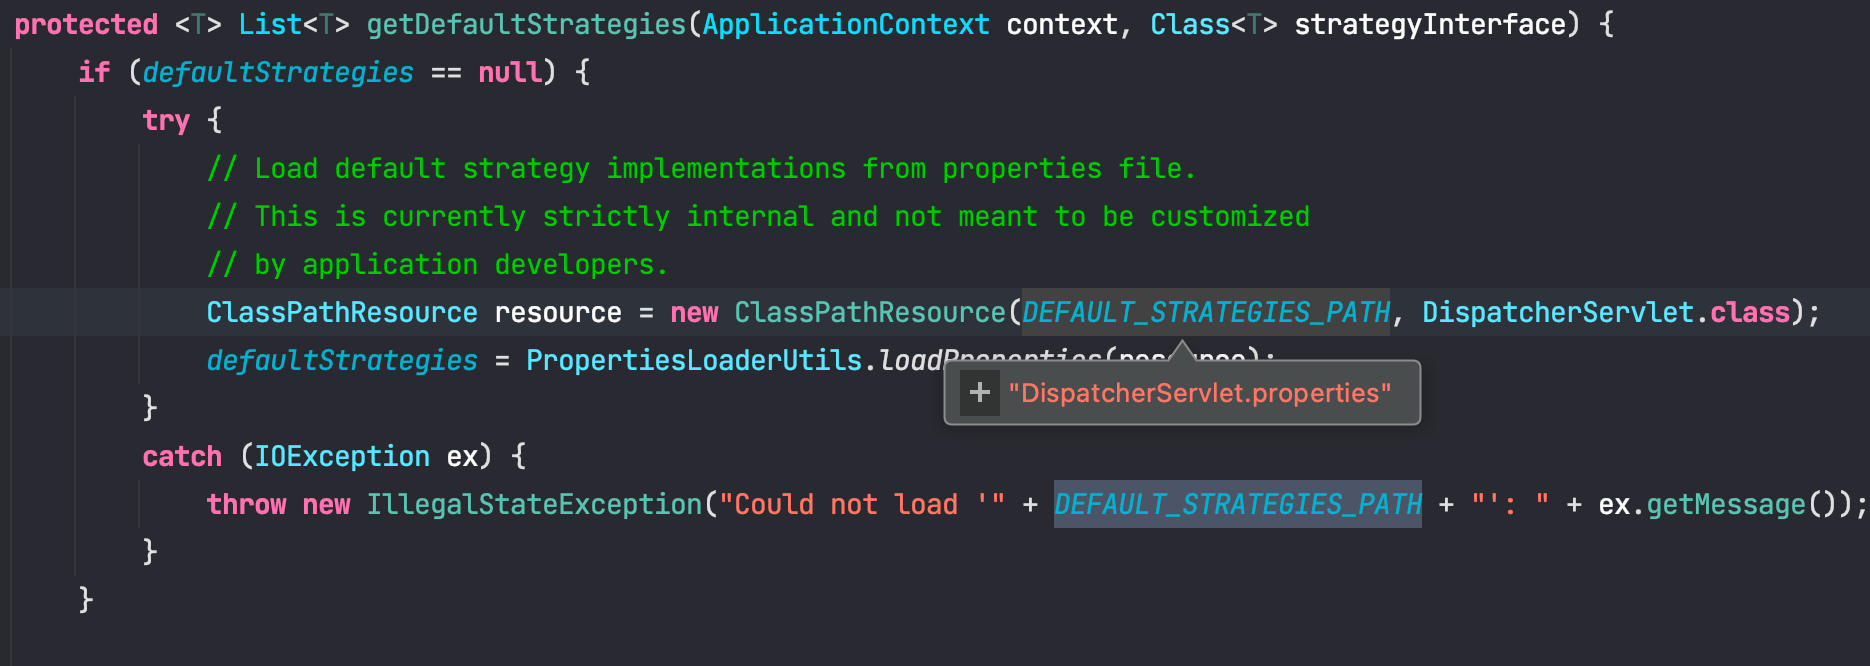 protected <T> List<T> getDefaultStrategies(ApplicationContext context, Class<T> strategyInterface) {
if (defaultStrategies == null) {
try {
// Load default strategy implementations from properties file.
// This is currently strictly internal and not meant to be customized
// by application developers.
ClassPathResource resource = new ClassPathResource(DEFAULT_STRATEGIES_PATH, DispatcherServlet.class);
defaultStrategies = PropertiesLoaderUtils.loadProperties(resource);
+ "DispatcherServlet.properties"
}
catch (IOException ex) {
throw new IllegalStateException("Could not load '" + DEFAULT_STRATEGIES_PATH + "': " + ex.getMessage());
}
}